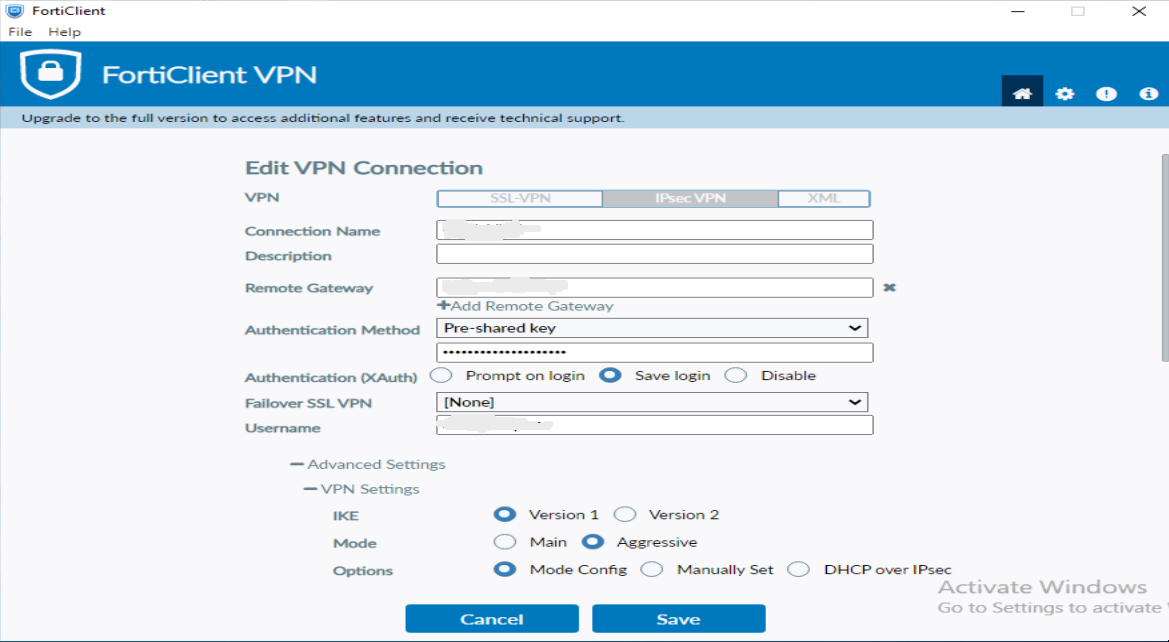 FortiClient
File Help
FortiClient VPN
Upgrade to the full version to access additional features and receive technical support.
Edit VPN Connection
VPN SSL-VPN IPsec VPN XML
Connection Name
Description
Remote Gateway
+Add Remote Gateway
Authentication Method Pre-shared key
••••••••••••••••••••
Authentication (XAuth) Prompt on login Save login Disable
Failover SSL VPN [None]
Username
Advanced Settings
VPN Settings
IKE Version 1 Version 2
Mode Main Aggressive
Options Mode Config Manually Set DHCP over IPsec
Activate Windows
Go to Settings to activate
Cancel Save